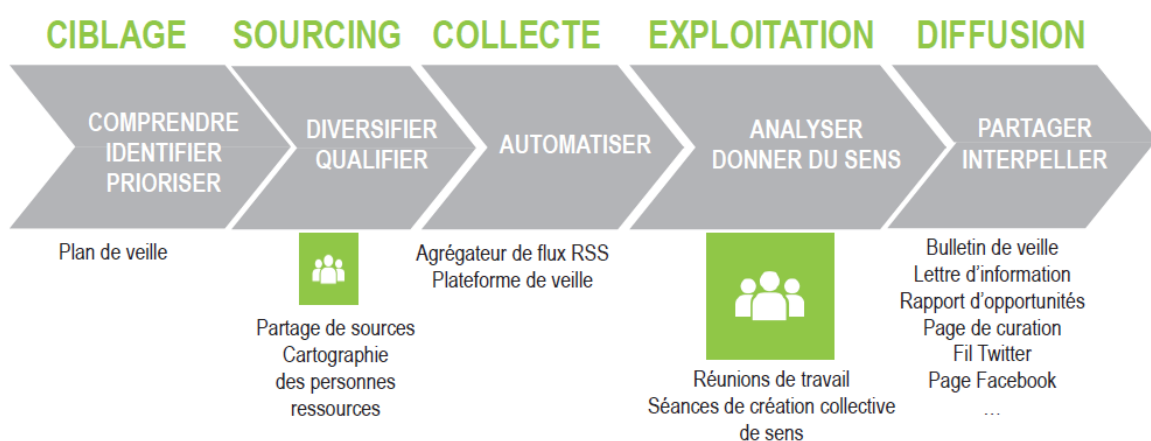 CIBLAGE
SOURCING
COLLECTE
EXPLOITATION
DIFFUSION
COMPRENDRE
IDENTIFIER
PRIORISER
DIVERSIFIER
QUALIFIER
AUTOMATISER
ANALYSER
DONNER DU SENS
PARTAGER
INTERPELLER
Plan de veille
Partage de sources
Cartographie
des personnes
ressources
Agrégateur de flux RSS
Plateforme de veille
Réunions de travail
Séances de création collective
de sens
Bulletin de veille
Lettre d’information
Rapport d’opportunités
Page de curation
Fil Twitter
Page Facebook
…